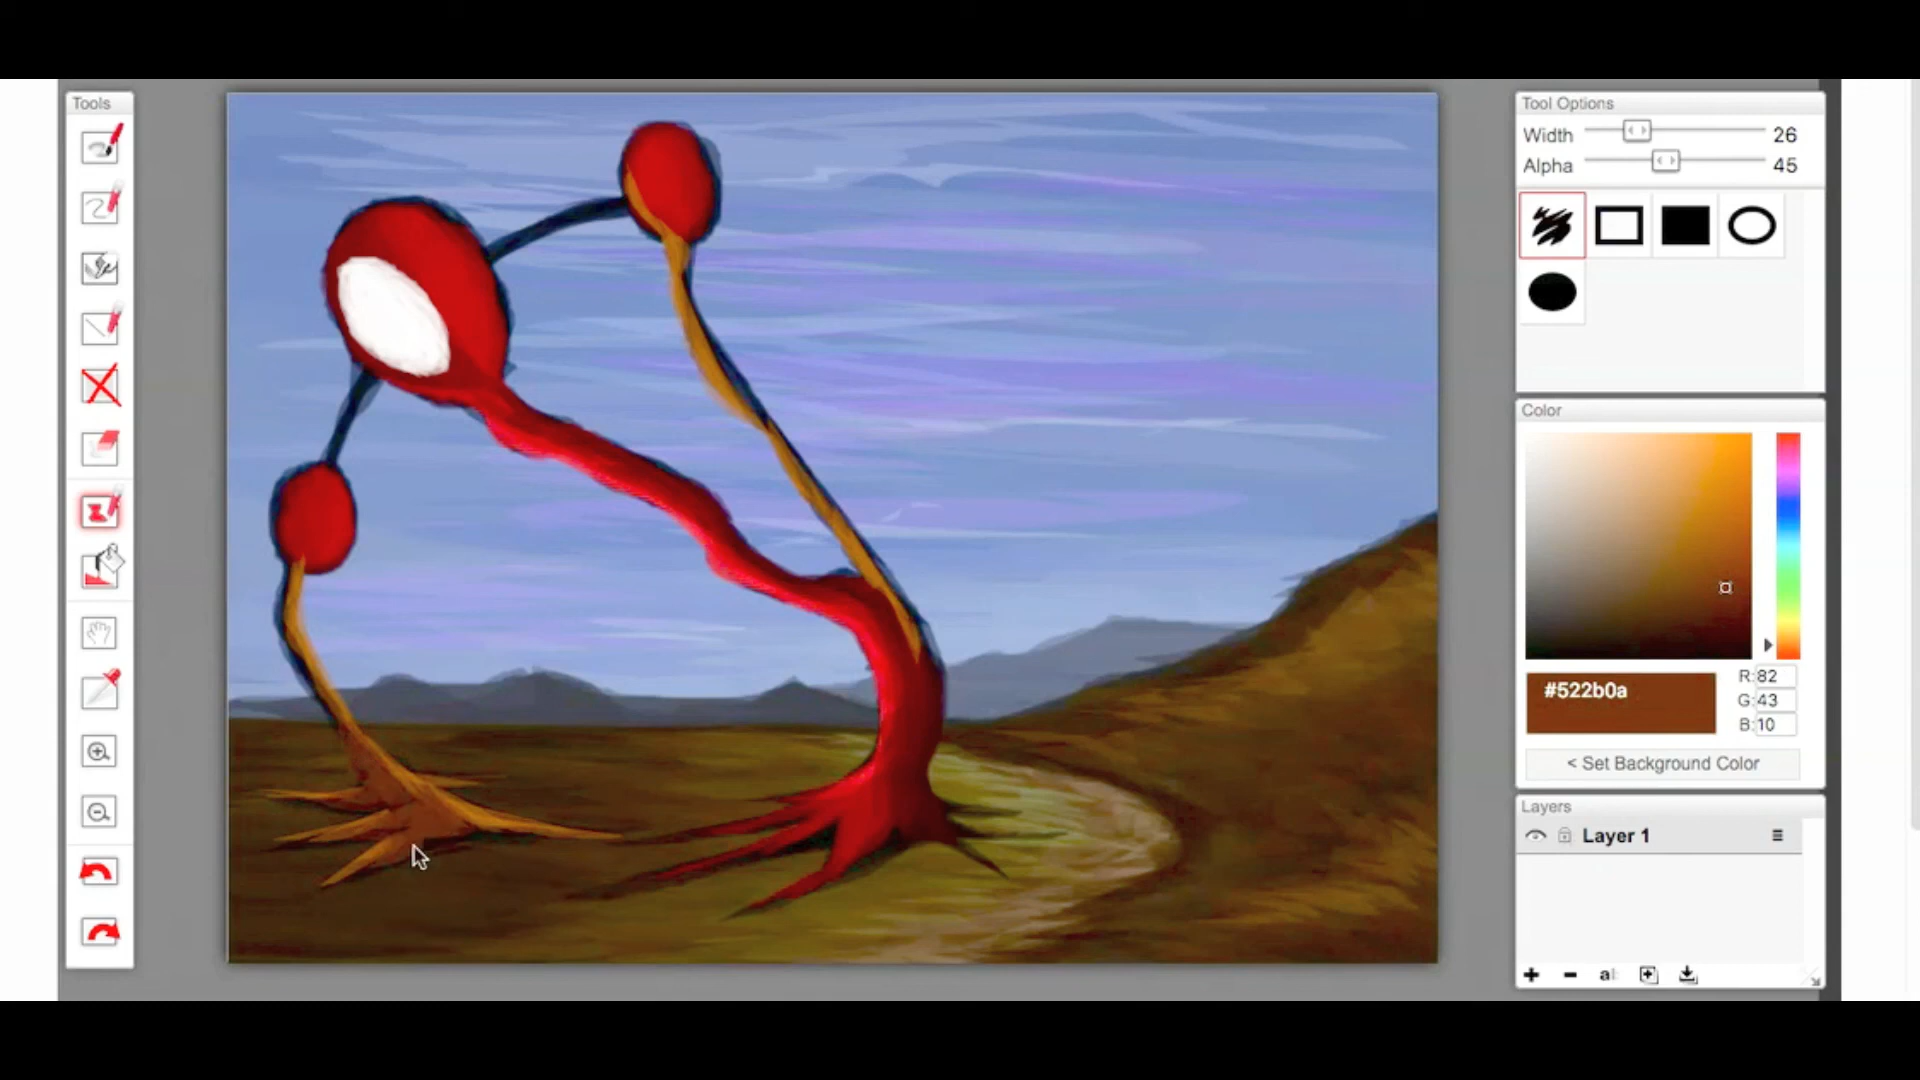 Tools
Tool Options
Width 26
Alpha 45
Color
#522b0a
R: 82
G: 43
B: 10
< Set Background Color
Layers
Layer 1